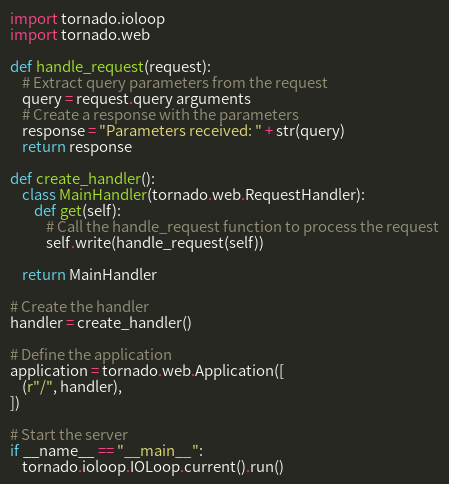 import tornado.ioloop
import tornado.web
def handle_request(request):
# Extract query parameters from the request
query = request.query arguments
# Create a response with the parameters
response = "Parameters received: " + str(query)
return response
def create_handler():
class MainHandler(tornado.web.RequestHandler):
def get(self):
# Call the handle_request function to process the request
self.write(handle_request(self))
return MainHandler
# Create the handler
handler = create_handler()
# Define the application
application = tornado.web.Application([
(r"/", handler),
])
# Start the server
if __name__ == "__main__":
tornado.ioloop.IOLoop.current().run()